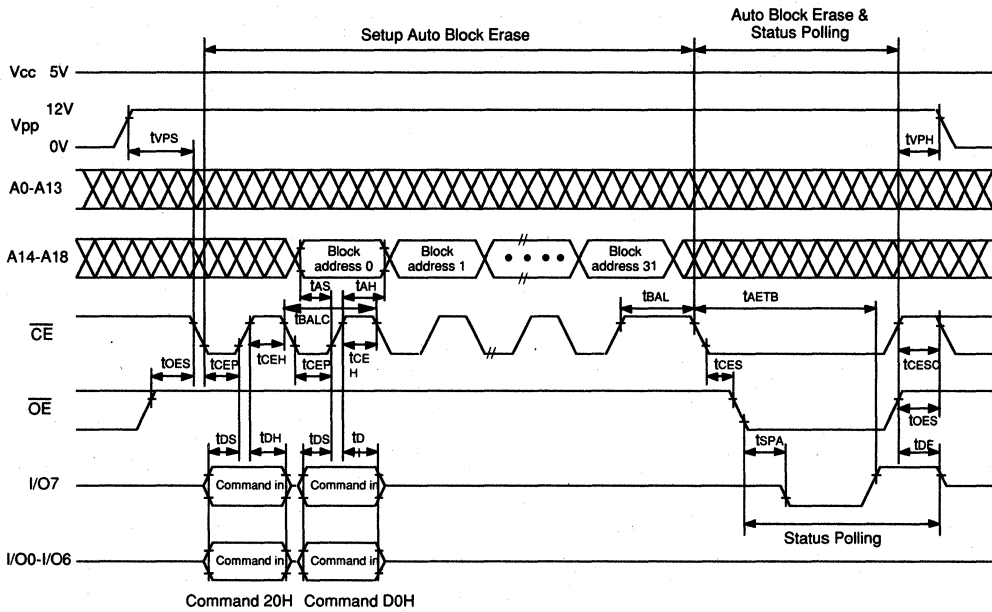 Setup Auto Block Erase
Auto Block Erase &
Status Polling
Vcc 5V
12V
Vpp
0V
tVPS
tVPH
A0-A13
A14-A18
Block
address 0
Block
address 1
Block
address 31
tAS
tAH
tBALC
tBAL
tAETB
CE
tOES
tCEP
tCEH
tCEP
tCE
H
tCES
tCESC
OE
tOES
tDS
tDH
tDS
tD
tSPA
tDF
I/O7
Command in
Command in
Status Polling
I/O0-I/O6
Command in
Command in
Command 20H
Command D0H